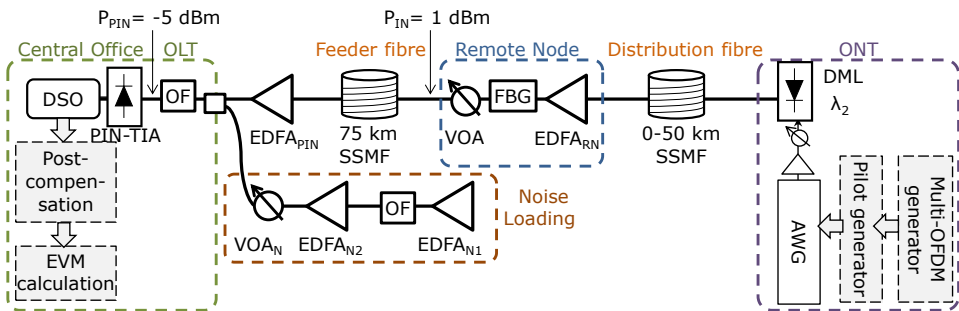 P_PIN= -5 dBm
P_IN= 1 dBm
Central Office
OLT
Feeder fibre
Remote Node
Distribution fibre
ONT
DSO
OF
PIN-TIA
EDFA_PIN
75 km
SSMF
VOA
FBG
EDFA_RN
0-50 km
SSMF
DML
λ_2
Post-
compen-
sation
EVM
calculation
VOA_N
EDFA_N2
OF
EDFA_N1
Noise
Loading
AWG
Pilot generator
Multi-OFDM
generator